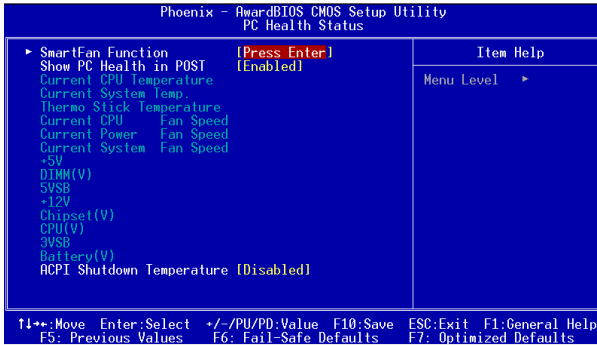 Phoenix - AwardBIOS CMOS Setup Utility
PC Health Status
▶ SmartFan Function [Press Enter]
Show PC Health in POST [Enabled]
Current CPU Temperature
Current System Temp.
Thermo Stick Temperature
Current CPU Fan Speed
Current Power Fan Speed
Current System Fan Speed
+5V
DIMM(V)
5VSB
+12V
Chipset(V)
CPU(V)
3VSB
Battery(V)
ACPI Shutdown Temperature [Disabled]
Item Help
Menu Level ▶
↑↓→←:Move Enter:Select +/-/PU/PD:Value F10:Save ESC:Exit F1:General Help
F5: Previous Values F6: Fail-Safe Defaults F7: Optimized Defaults